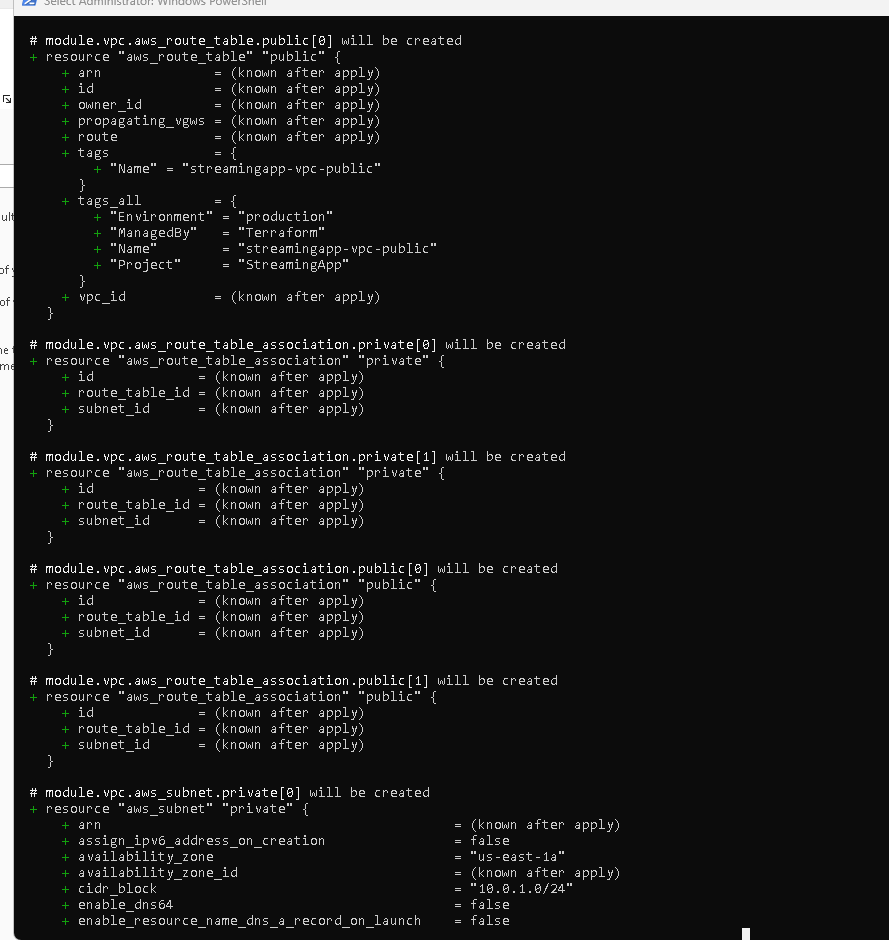 Select Administrator: Windows PowerShell
# module.vpc.aws_route_table.public[0] will be created
+ resource "aws_route_table" "public" {
+ arn = (known after apply)
+ id = (known after apply)
+ owner_id = (known after apply)
+ propagating_vgws = (known after apply)
+ route = (known after apply)
+ tags = {
+ "Name" = "streamingapp-vpc-public"
}
+ tags_all = {
+ "Environment" = "production"
+ "ManagedBy" = "Terraform"
+ "Name" = "streamingapp-vpc-public"
+ "Project" = "StreamingApp"
}
+ vpc_id = (known after apply)
}
# module.vpc.aws_route_table_association.private[0] will be created
+ resource "aws_route_table_association" "private" {
+ id = (known after apply)
+ route_table_id = (known after apply)
+ subnet_id = (known after apply)
}
# module.vpc.aws_route_table_association.private[1] will be created
+ resource "aws_route_table_association" "private" {
+ id = (known after apply)
+ route_table_id = (known after apply)
+ subnet_id = (known after apply)
}
# module.vpc.aws_route_table_association.public[0] will be created
+ resource "aws_route_table_association" "public" {
+ id = (known after apply)
+ route_table_id = (known after apply)
+ subnet_id = (known after apply)
}
# module.vpc.aws_route_table_association.public[1] will be created
+ resource "aws_route_table_association" "public" {
+ id = (known after apply)
+ route_table_id = (known after apply)
+ subnet_id = (known after apply)
}
# module.vpc.aws_subnet.private[0] will be created
+ resource "aws_subnet" "private" {
+ arn = (known after apply)
+ assign_ipv6_address_on_creation = false
+ availability_zone = "us-east-1a"
+ availability_zone_id = (known after apply)
+ cidr_block = "10.0.1.0/24"
+ enable_dns64 = false
+ enable_resource_name_dns_a_record_on_launch = false